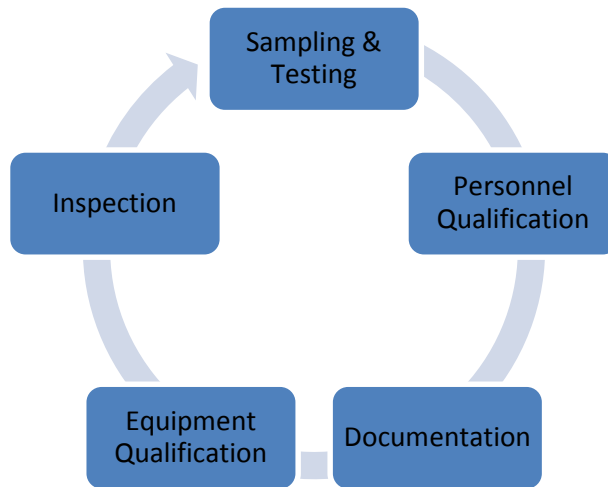 Sampling &
Testing
Personnel
Qualification
Documentation
Equipment
Qualification
Inspection